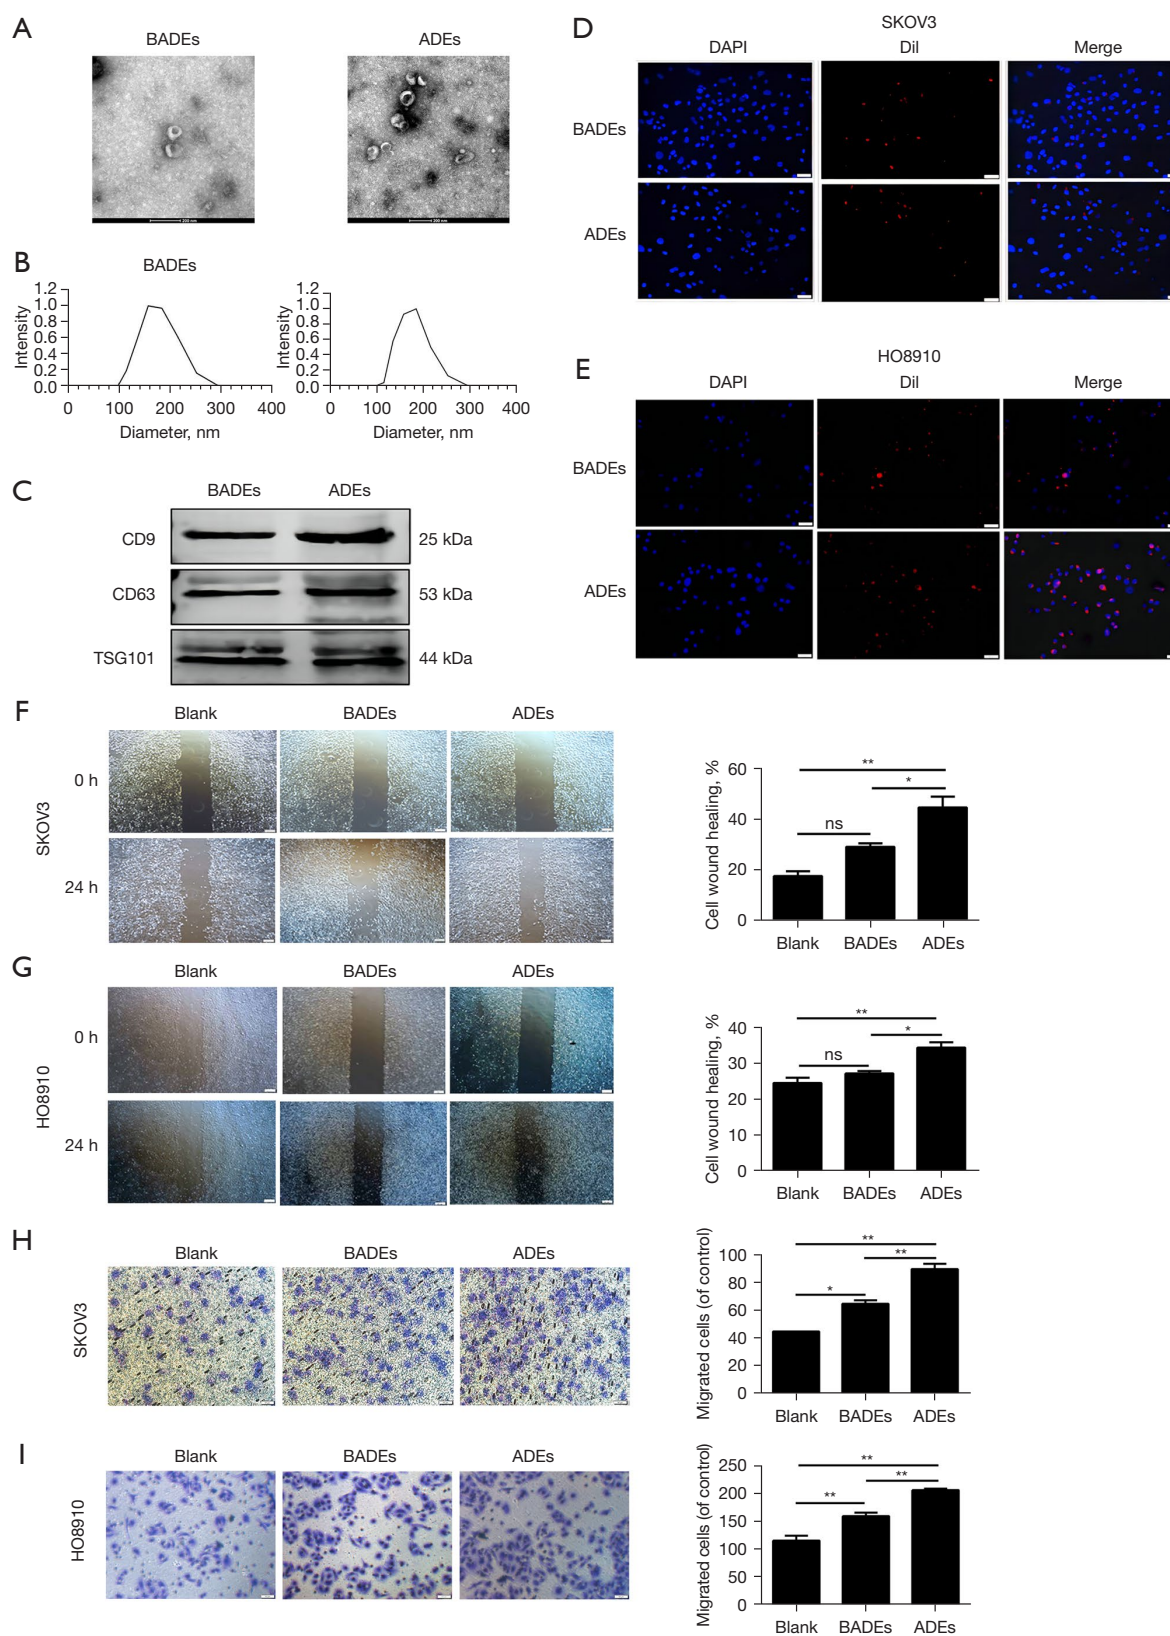 A
BADEs
ADEs
200 nm
200 nm
B
BADEs
Intensity
1.2
1.0
0.8
0.6
0.4
0.2
0.0
0 100 200 300 400
Diameter, nm
Intensity
1.2
1.0
0.8
0.6
0.4
0.2
0.0
0 100 200 300 400
Diameter, nm
C
BADEs ADEs
CD9 25 kDa
CD63 53 kDa
TSG101 44 kDa
D
SKOV3
DAPI Dil Merge
BADEs
ADEs
E
HO8910
DAPI Dil Merge
BADEs
ADEs
F
Blank BADEs ADEs
SKOV3
0 h
24 h
Cell wound healing, %
60
40
20
0
**
*
ns
Blank BADEs ADEs
G
Blank BADEs ADEs
HO8910
0 h
24 h
Cell wound healing, %
40
30
20
10
0
**
*
ns
Blank BADEs ADEs
H
Blank BADEs ADEs
SKOV3
Migrated cells (of control)
100
80
60
40
20
0
**
**
*
Blank BADEs ADEs
I
Blank BADEs ADEs
HO8910
Migrated cells (of control)
250
200
150
100
50
0
**
**
**
Blank BADEs ADEs